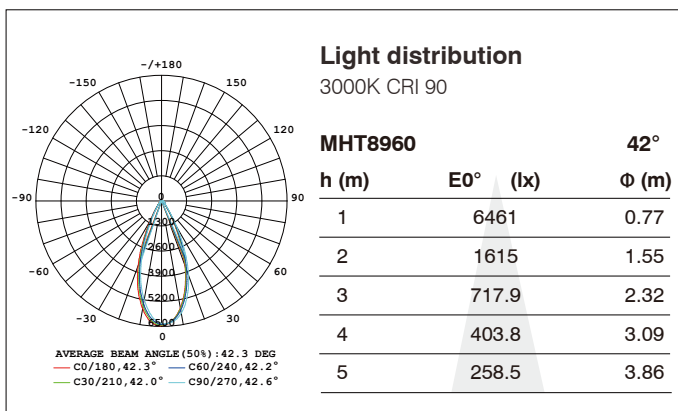 Light distribution
3000K CRI 90
-/+180
-150 150
-120 120
-90 90
-60 60
-30 30
0
0
1300
2600
3900
5200
6500
AVERAGE BEAM ANGLE(50%):42.3 DEG
C0/180,42.3° C60/240,42.2°
C30/210,42.0° C90/270,42.6°
MHT8960 42°
h (m) E0° (lx) Φ (m)
1 6461 0.77
2 1615 1.55
3 717.9 2.32
4 403.8 3.09
5 258.5 3.86